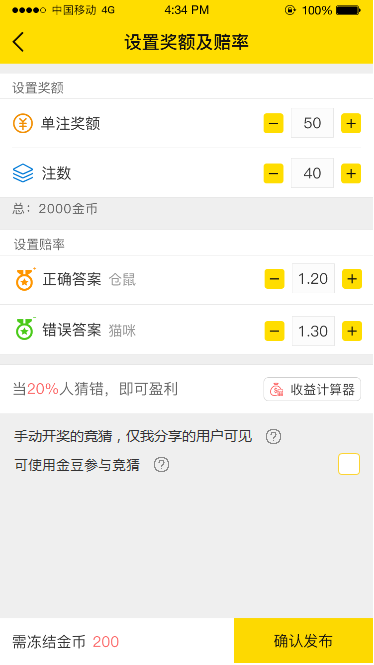 中国移动 4G 4:34 PM 100%
设置奖额及赔率
设置奖额
单注奖额 − 50 +
注数 − 40 +
总：2000金币
设置赔率
正确答案 仓鼠 − 1.20 +
错误答案 猫咪 − 1.30 +
当20%人猜错，即可盈利 收益计算器
手动开奖的竞猜，仅我分享的用户可见 ?
可使用金豆参与竞猜 ?
需冻结金币 200 确认发布